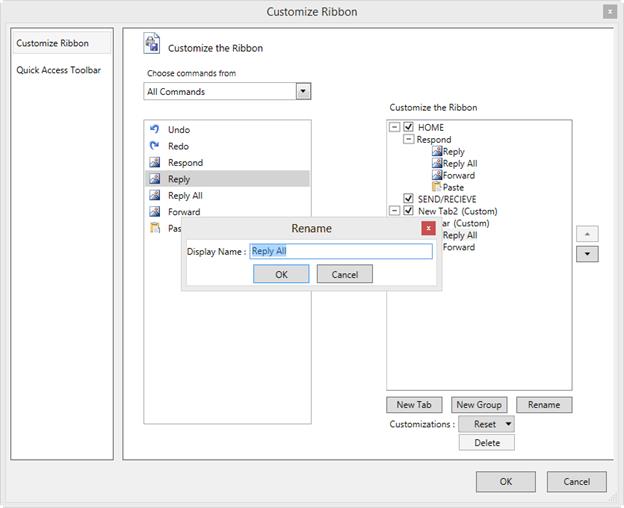 Customize Ribbon
x
Customize Ribbon
Quick Access Toolbar
Customize the Ribbon
Choose commands from
All Commands
Undo
Redo
Respond
Reply
Reply All
Forward
Pas
Customize the Ribbon
HOME
Respond
Reply
Reply All
Forward
Paste
SEND/RECIEVE
New Tab2 (Custom)
ar (Custom)
Reply All
Forward
Rename
x
Display Name :
Reply All
OK
Cancel
New Tab
New Group
Rename
Customizations :
Reset
Delete
OK
Cancel